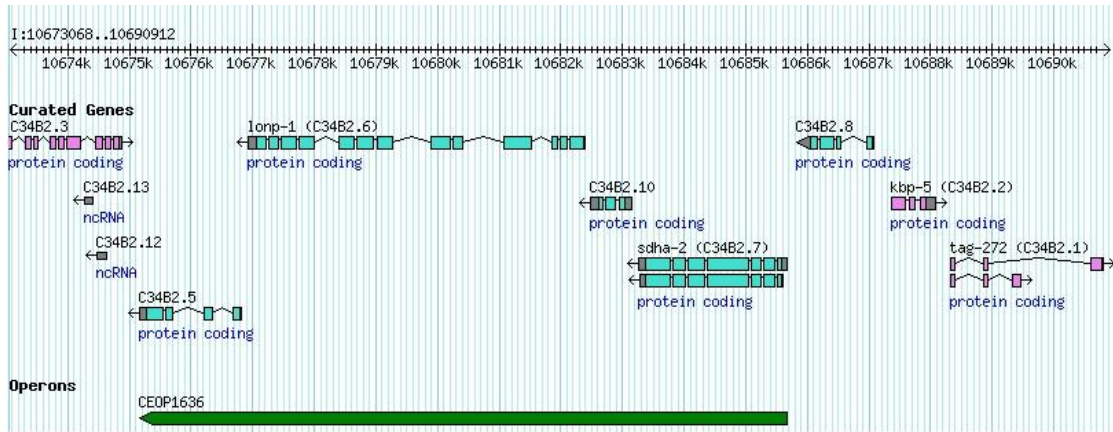 I:10673068..10690912
10674k 10675k 10676k 10677k 10678k 10679k 10680k 10681k 10682k 10683k 10684k 10685k 10686k 10687k 10688k 10689k 10690k
Curated Genes
C34B2.3 lonp-1 (C34B2.6) C34B2.8
protein coding protein coding protein coding
C34B2.13 C34B2.10 kbp-5 (C34B2.2)
ncRNA protein coding protein coding
C34B2.12 sdha-2 (C34B2.7) tag-272 (C34B2.1)
ncRNA
C34B2.5 protein coding protein coding
protein coding
Operons
CEOP1636